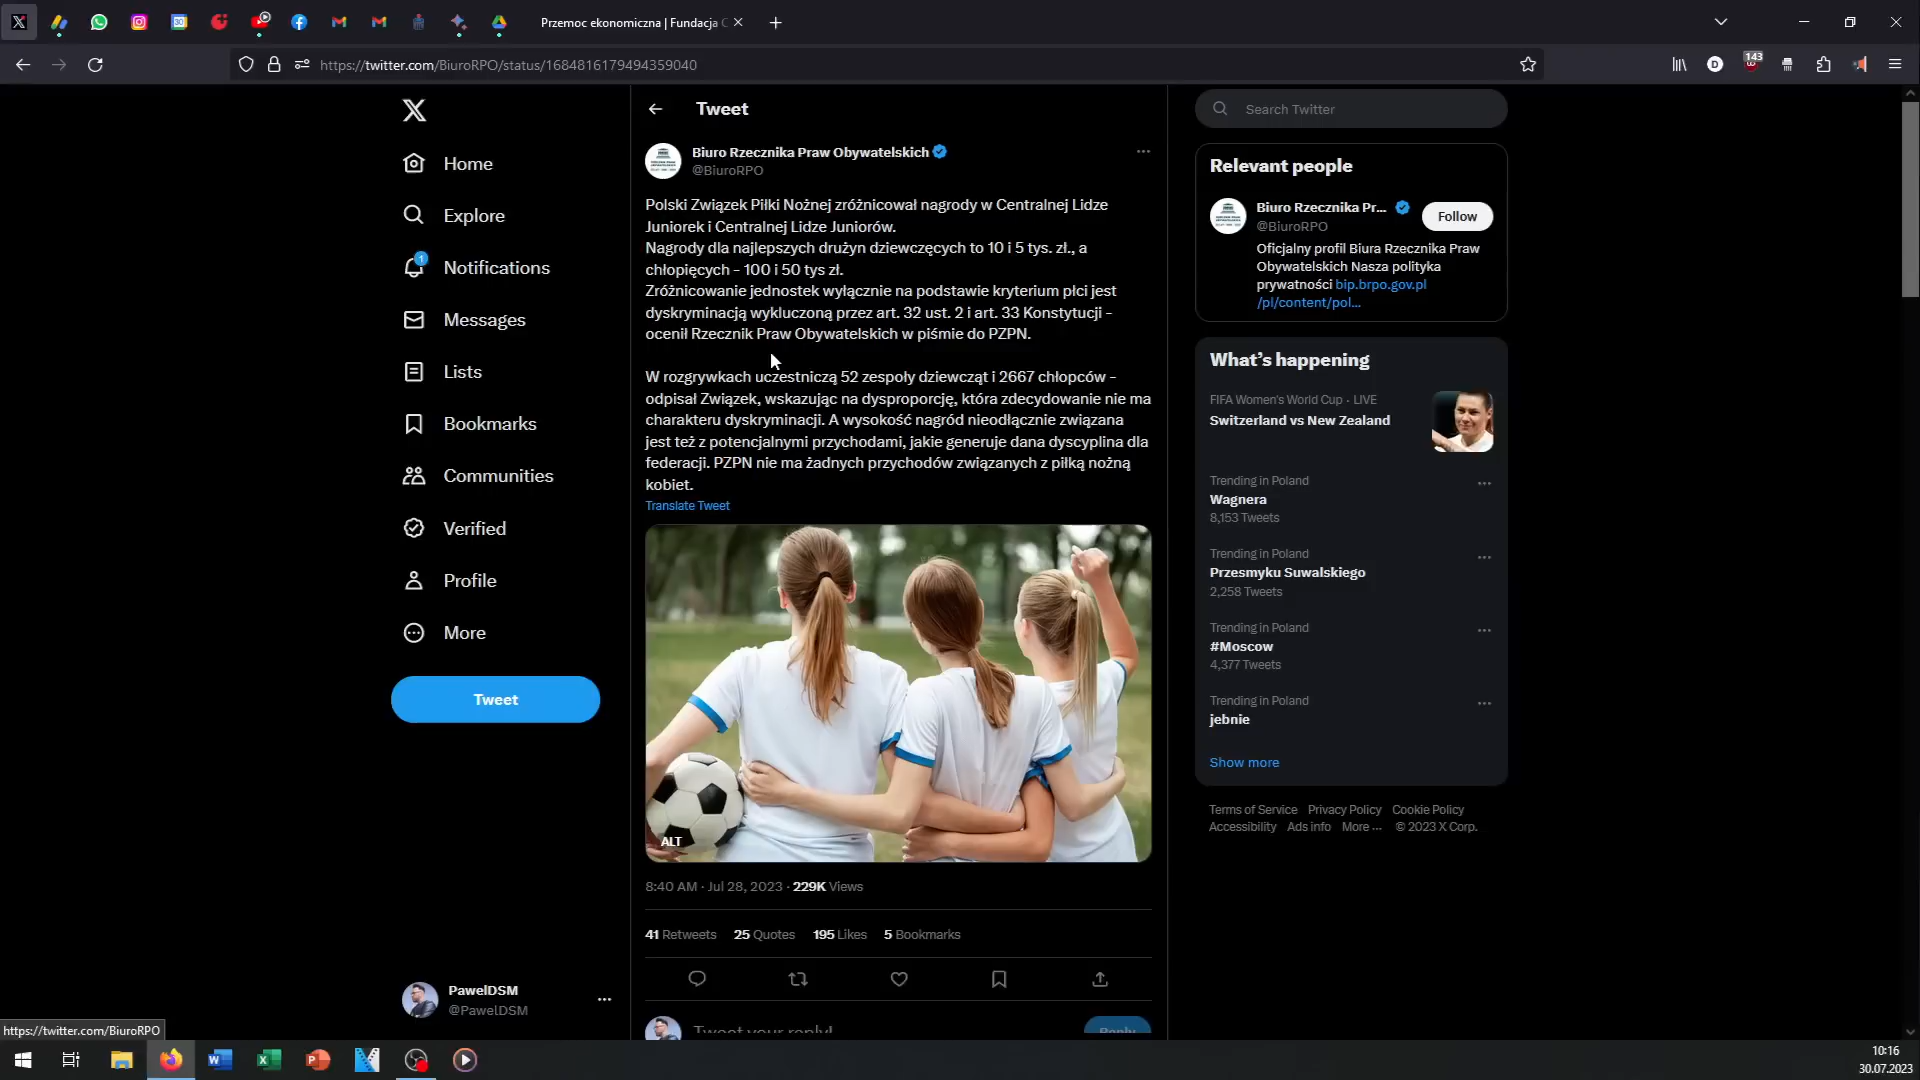 Przemoc ekonomiczna | Fundacja
https://twitter.com/BiuroRPO/status/1684816179494359040
143
Tweet
Search Twitter
Home
Explore
1
Notifications
Messages
Lists
Bookmarks
Communities
Verified
Profile
More
Tweet
PawelDSM
@PawelDSM
Biuro Rzecznika Praw Obywatelskich
@BiuroRPO
Polski Związek Piłki Nożnej zróżnicował nagrody w Centralnej Lidze
Juniorek i Centralnej Lidze Juniorów.
Nagrody dla najlepszych drużyn dziewczęcych to 10 i 5 tys. zł., a
chłopięcych - 100 i 50 tys zł.
Zróżnicowanie jednostek wyłącznie na podstawie kryterium płci jest
dyskryminacją wykluczoną przez art. 32 ust. 2 i art. 33 Konstytucji -
ocenił Rzecznik Praw Obywatelskich w piśmie do PZPN.
W rozgrywkach uczestniczą 52 zespoły dziewcząt i 2667 chłopców -
odpisał Związek, wskazując na dysproporcję, która zdecydowanie nie ma
charakteru dyskryminacji. A wysokość nagród nieodłącznie związana
jest też z potencjalnymi przychodami, jakie generuje dana dyscyplina dla
federacji. PZPN nie ma żadnych przychodów związanych z piłką nożną
kobiet.
Translate Tweet
ALT
8:40 AM · Jul 28, 2023 · 229K Views
41 Retweets 25 Quotes 195 Likes 5 Bookmarks
Tweet your reply!
Reply
Relevant people
Biuro Rzecznika Pr...
@BiuroRPO
Follow
Oficjalny profil Biura Rzecznika Praw
Obywatelskich Nasza polityka
prywatności bip.brpo.gov.pl
/pl/content/pol...
What's happening
FIFA Women's World Cup · LIVE
Switzerland vs New Zealand
Trending in Poland
Wagnera
8,153 Tweets
Trending in Poland
Przesmyku Suwalskiego
2,258 Tweets
Trending in Poland
#Moscow
4,377 Tweets
Trending in Poland
jebnie
Show more
Terms of Service Privacy Policy Cookie Policy
Accessibility Ads info More ... © 2023 X Corp.
https://twitter.com/BiuroRPO
10:16
30.07.2023